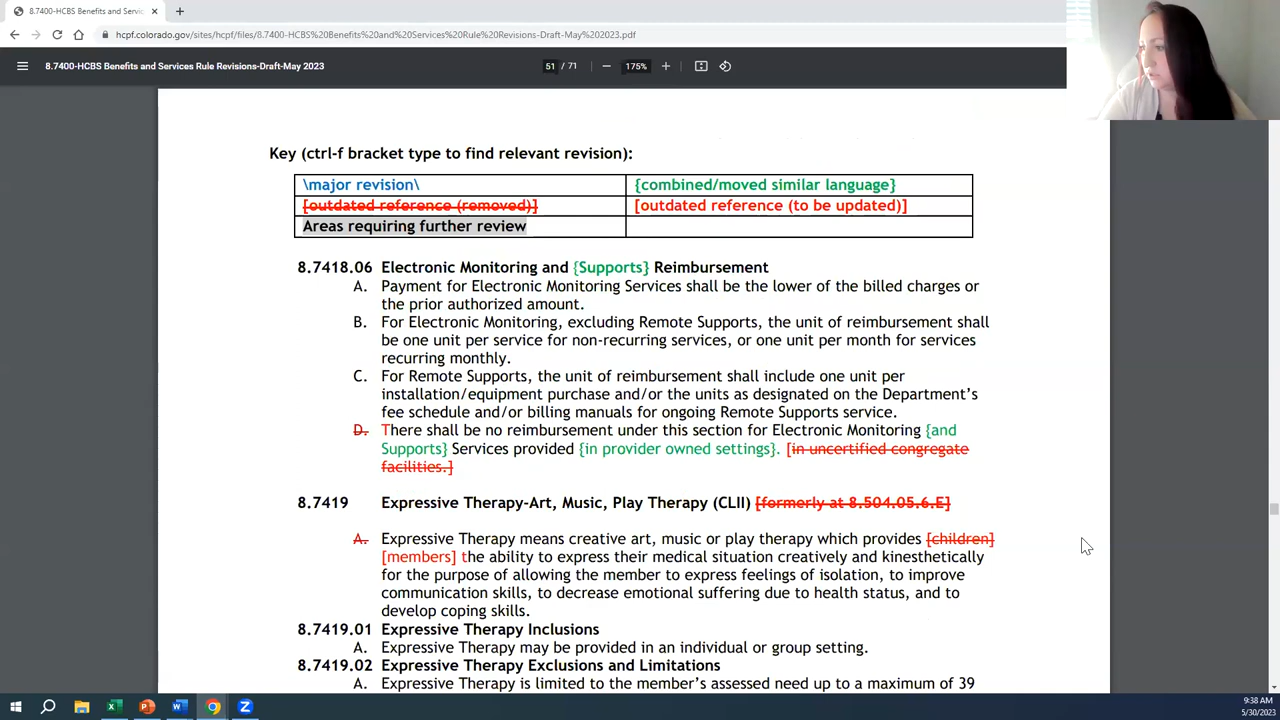 8.7400-HCBS Benefits and Servic
hcpf.colorado.gov/sites/hcpf/files/8.7400-HCBS%20Benefits%20and%20Services%20Rule%20Revisions-Draft-May%202023.pdf
8.7400-HCBS Benefits and Services Rule Revisions-Draft-May 2023
51 / 71
175%
Key (ctrl-f bracket type to find relevant revision):
\major revision\ {combined/moved similar language}
[outdated reference (removed)] [outdated reference (to be updated)]
Areas requiring further review
8.7418.06 Electronic Monitoring and {Supports} Reimbursement
A. Payment for Electronic Monitoring Services shall be the lower of the billed charges or
the prior authorized amount.
B. For Electronic Monitoring, excluding Remote Supports, the unit of reimbursement shall
be one unit per service for non-recurring services, or one unit per month for services
recurring monthly.
C. For Remote Supports, the unit of reimbursement shall include one unit per
installation/equipment purchase and/or the units as designated on the Department's
fee schedule and/or billing manuals for ongoing Remote Supports service.
D. There shall be no reimbursement under this section for Electronic Monitoring {and
Supports} Services provided {in provider owned settings}. [in uncertified congregate
facilities.]
8.7419 Expressive Therapy-Art, Music, Play Therapy (CLII) [formerly at 8.504.05.6.E]
A. Expressive Therapy means creative art, music or play therapy which provides [children]
[members] the ability to express their medical situation creatively and kinesthetically
for the purpose of allowing the member to express feelings of isolation, to improve
communication skills, to decrease emotional suffering due to health status, and to
develop coping skills.
8.7419.01 Expressive Therapy Inclusions
A. Expressive Therapy may be provided in an individual or group setting.
8.7419.02 Expressive Therapy Exclusions and Limitations
A. Expressive Therapy is limited to the member's assessed need up to a maximum of 39
9:38 AM
5/30/2023